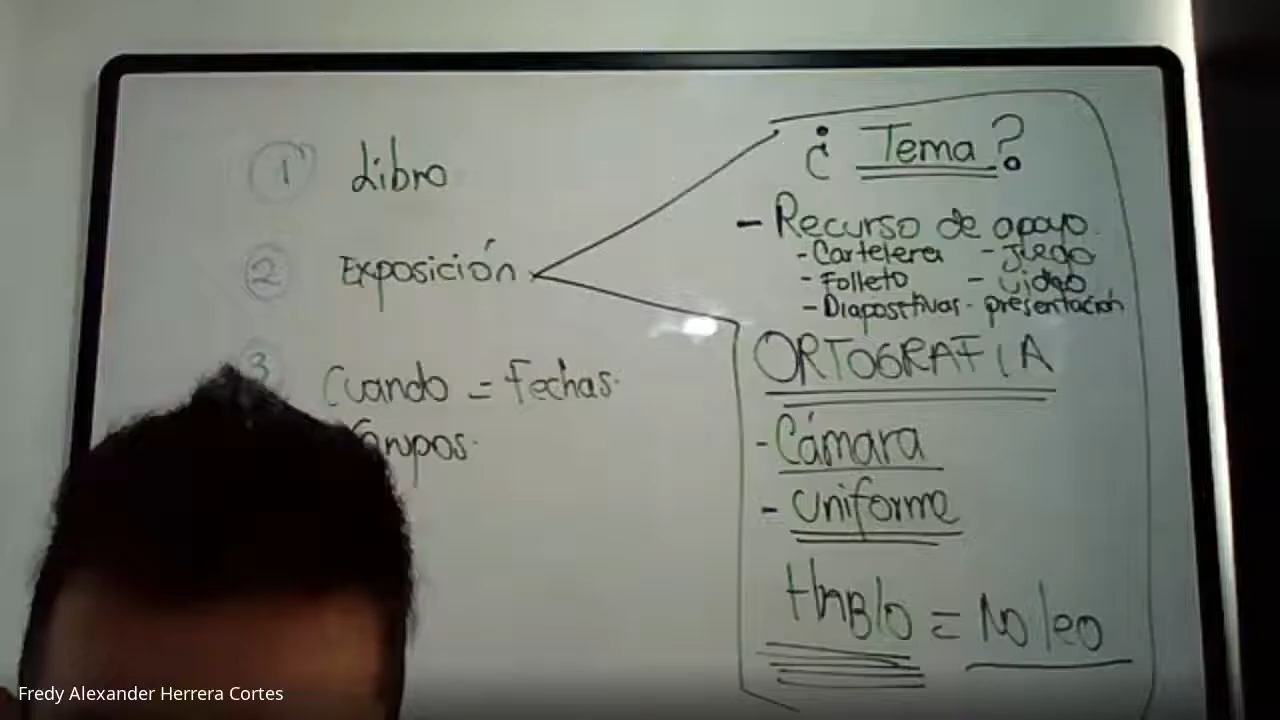 1 Libro
2 Exposición
3 Cuando = Fechas.
Grupos.
¿ Tema ?
- Recurso de apoyo.
- Cartelera - juego
- Folleto - video
- Diapositivas - presentación
ORTOGRAFIA
- Cámara
- Uniforme
HABlo = No leo
Fredy Alexander Herrera Cortes